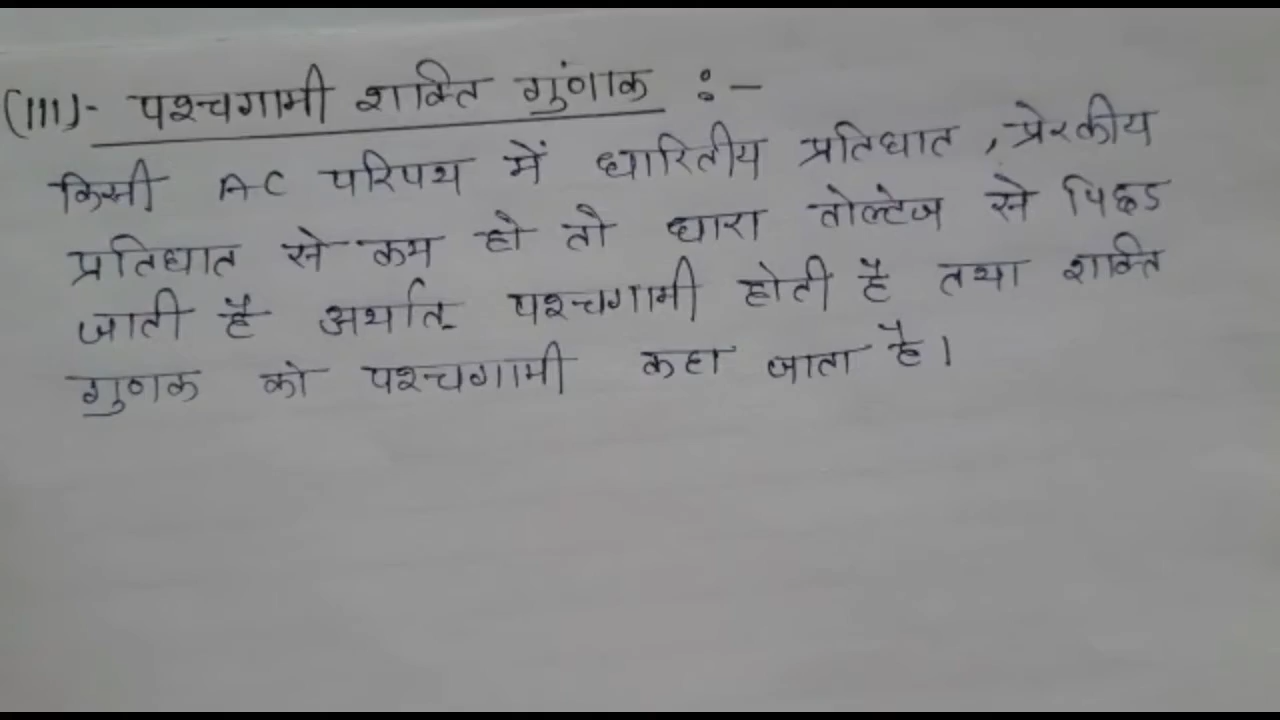 (III)- पश्चगामी शक्ति गुंणाक :-
किसी AC परिपथ में धारितीय प्रतिघात , प्रेरकीय
प्रतिघात से कम हो तो धारा वोल्टेज से पिछड
जाती है अर्थात पश्चगामी होती है तथा शक्ति
गुणक को पश्चगामी कहा जाता है।